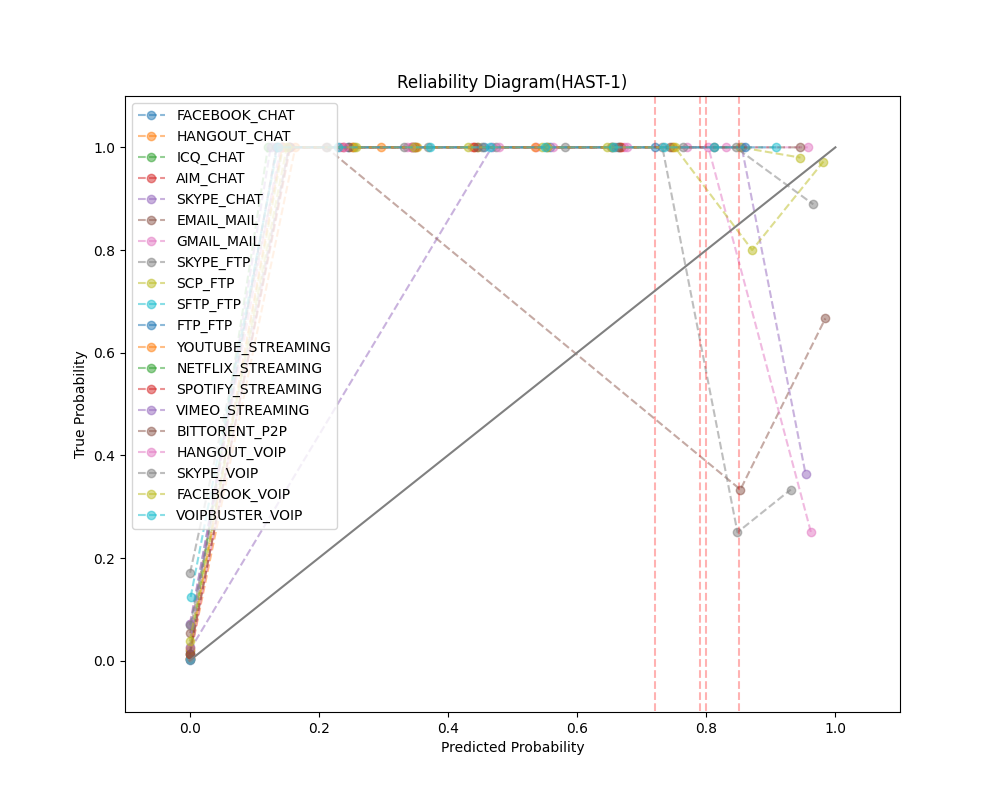 Reliability Diagram(HAST-1)
FACEBOOK_CHAT
HANGOUT_CHAT
ICQ_CHAT
AIM_CHAT
SKYPE_CHAT
EMAIL_MAIL
GMAIL_MAIL
SKYPE_FTP
SCP_FTP
SFTP_FTP
FTP_FTP
YOUTUBE_STREAMING
NETFLIX_STREAMING
SPOTIFY_STREAMING
VIMEO_STREAMING
BITTORENT_P2P
HANGOUT_VOIP
SKYPE_VOIP
FACEBOOK_VOIP
VOIPBUSTER_VOIP
True Probability
1.0
0.8
0.6
0.4
0.2
0.0
0.0 0.2 0.4 0.6 0.8 1.0
Predicted Probability